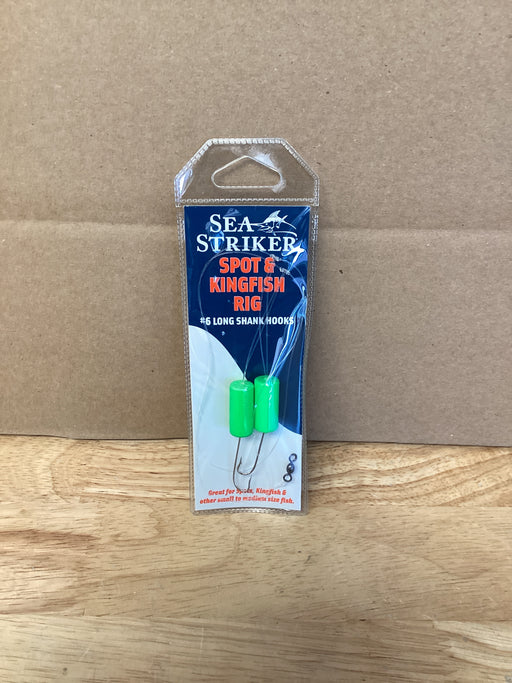 SEA
STRIKER
SPOT &
KINGFISH
RIG
#6 LONG SHANK HOOKS
Great for Spots, Kingfish &
other small to medium size fish.